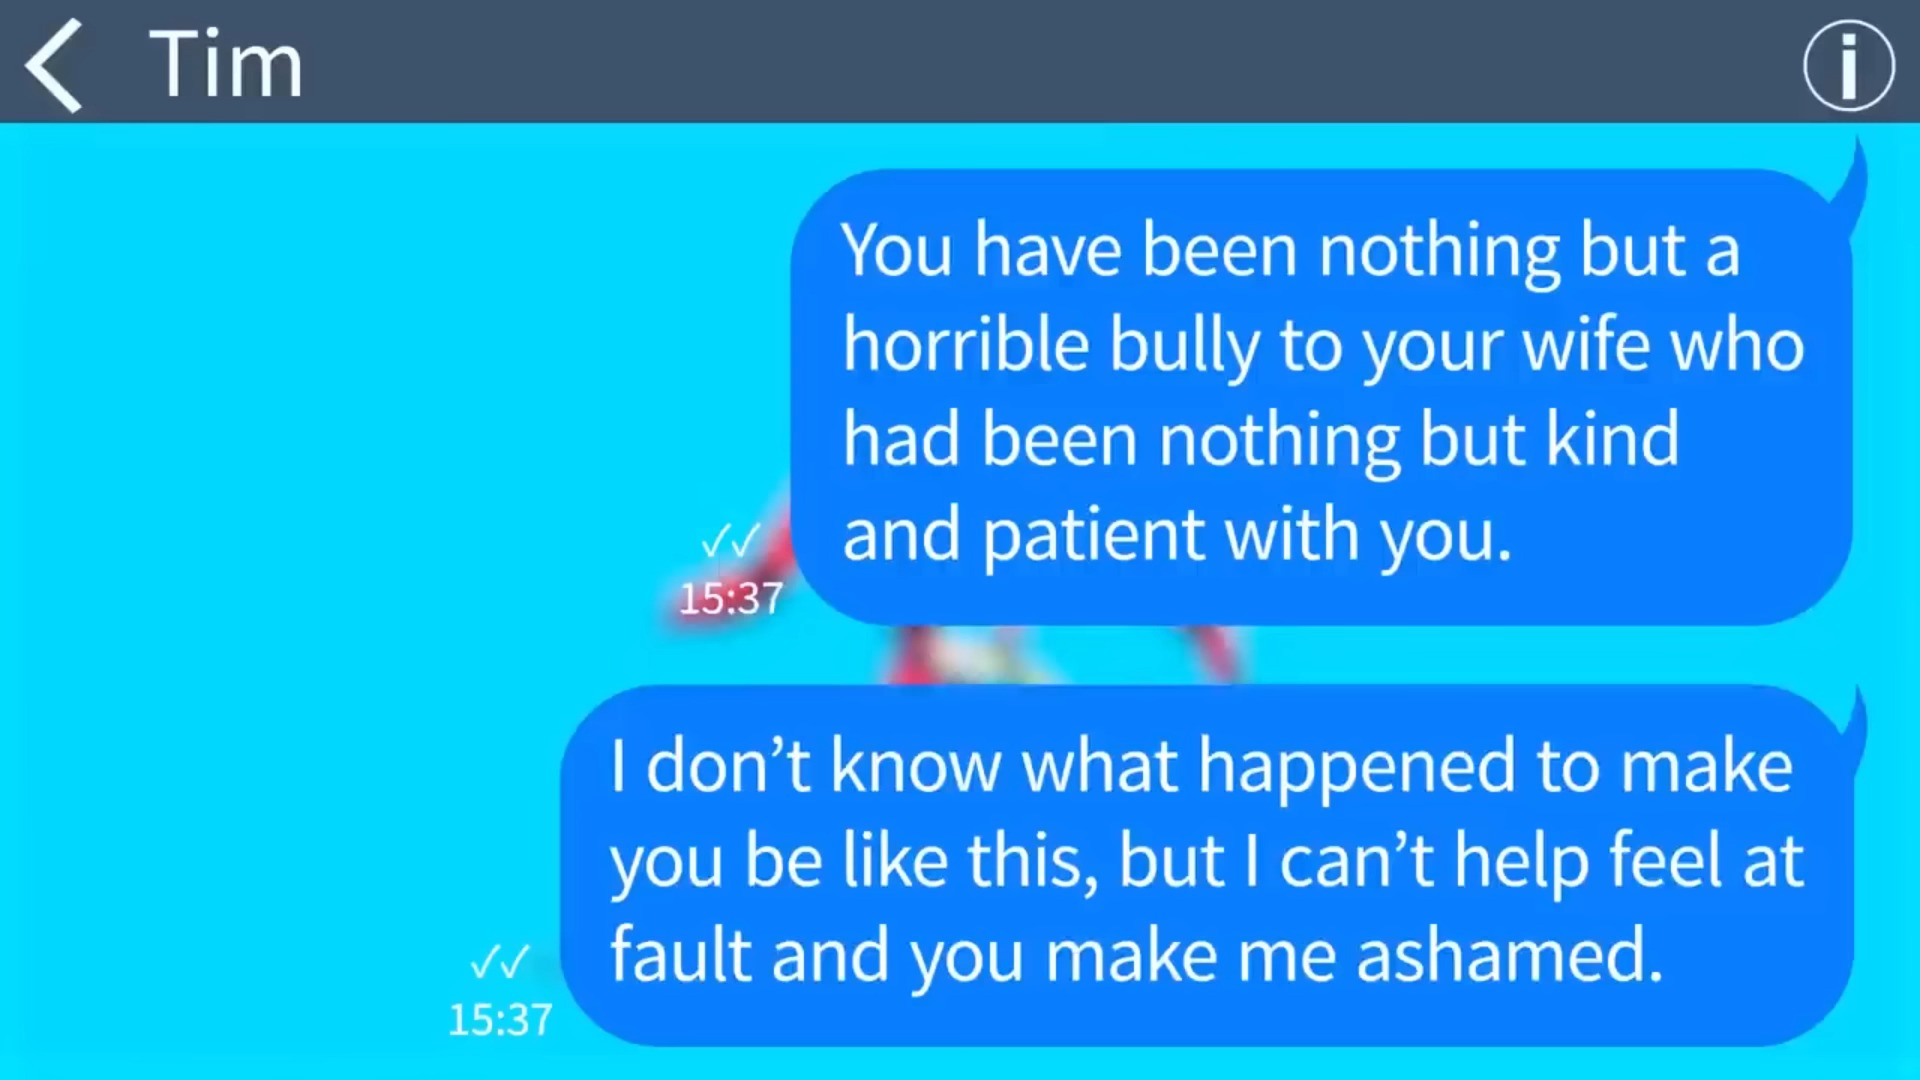 Tim
You have been nothing but a
horrible bully to your wife who
had been nothing but kind
and patient with you.
15:37
I don’t know what happened to make
you be like this, but I can’t help feel at
fault and you make me ashamed.
15:37